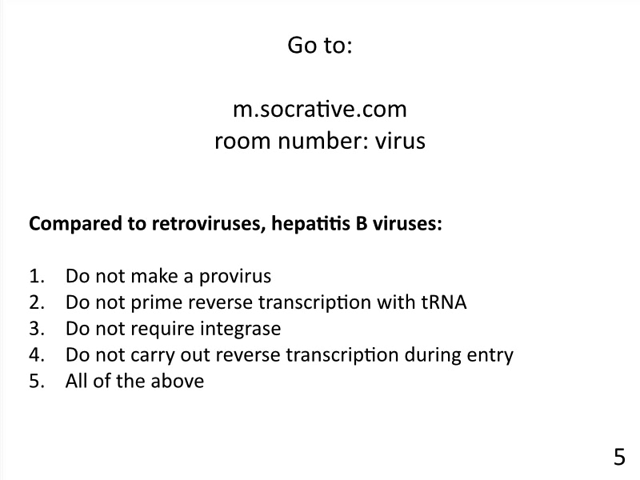 Go to:
m.socrative.com
room number: virus
Compared to retroviruses, hepatitis B viruses:
1. Do not make a provirus
2. Do not prime reverse transcription with tRNA
3. Do not require integrase
4. Do not carry out reverse transcription during entry
5. All of the above
5